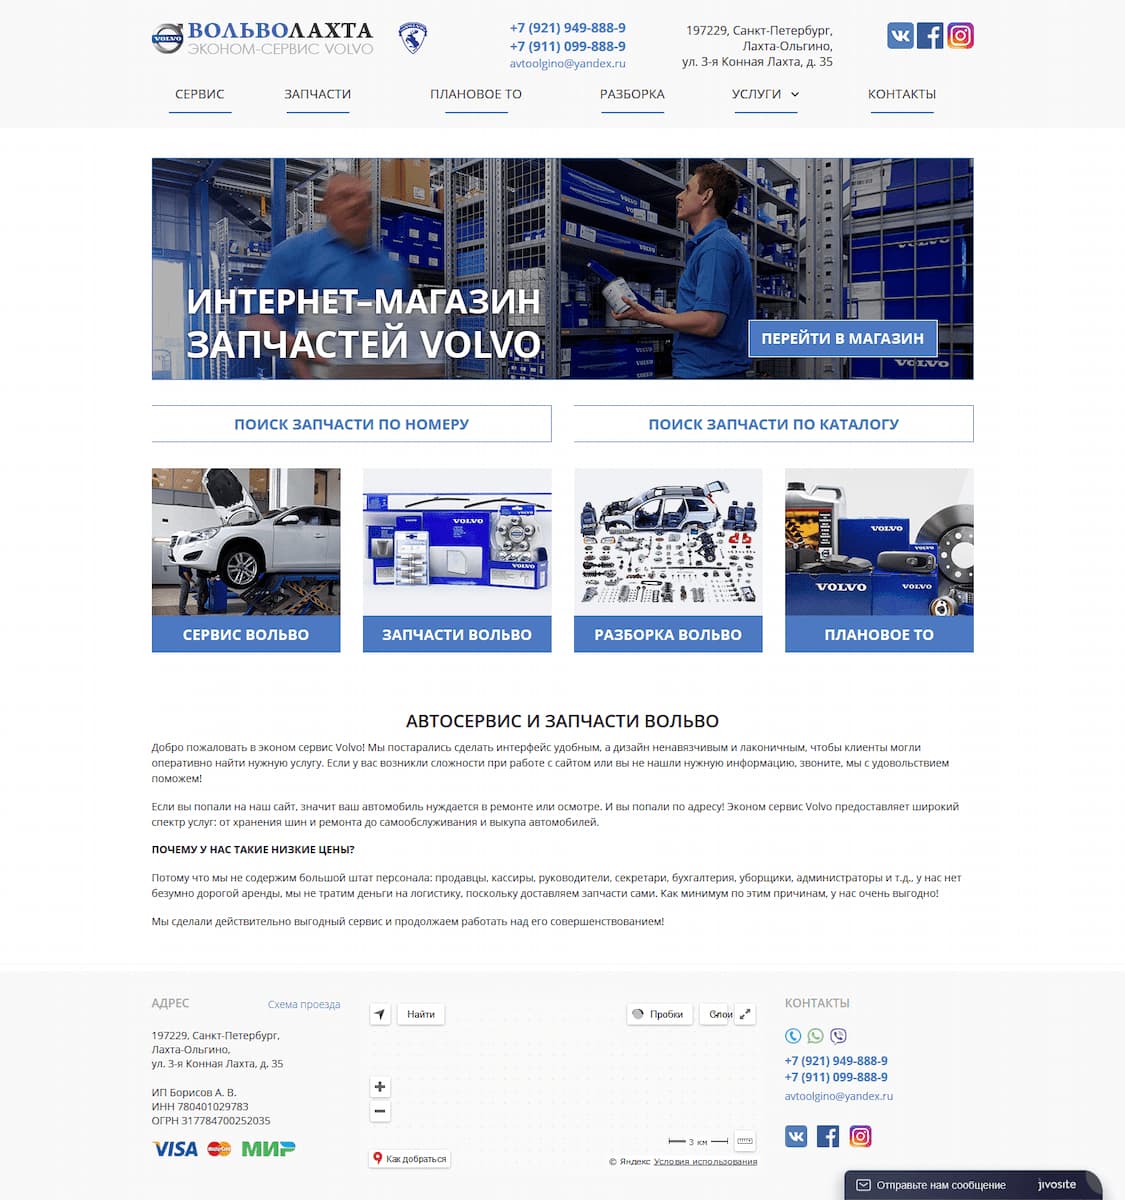 ВОЛЬВОЛАХТА
ЭКОНОМ-СЕРВИС VOLVO
VOLVO
+7 (921) 949-888-9
+7 (911) 099-888-9
avtoolgino@yandex.ru
197229, Санкт-Петербург,
Лахта-Ольгино,
ул. 3-я Конная Лахта, д. 35
СЕРВИС
ЗАПЧАСТИ
ПЛАНОВОЕ ТО
РАЗБОРКА
УСЛУГИ
КОНТАКТЫ
ИНТЕРНЕТ-МАГАЗИН
ЗАПЧАСТЕЙ VOLVO
ПЕРЕЙТИ В МАГАЗИН
VOLVO
ПОИСК ЗАПЧАСТИ ПО НОМЕРУ
ПОИСК ЗАПЧАСТИ ПО КАТАЛОГУ
VOLVO
VOLVO
VOLVO
VOLVO
VOLVO
VOLVO
СЕРВИС ВОЛЬВО
ЗАПЧАСТИ ВОЛЬВО
РАЗБОРКА ВОЛЬВО
ПЛАНОВОЕ ТО
АВТОСЕРВИС И ЗАПЧАСТИ ВОЛЬВО
Добро пожаловать в эконом сервис Volvo! Мы постарались сделать интерфейс удобным, а дизайн ненавязчивым и лаконичным, чтобы клиенты могли
оперативно найти нужную услугу. Если у вас возникли сложности при работе с сайтом или вы не нашли нужную информацию, звоните, мы с удовольствием
поможем!
Если вы попали на наш сайт, значит ваш автомобиль нуждается в ремонте или осмотре. И вы попали по адресу! Эконом сервис Volvo предоставляет широкий
спектр услуг: от хранения шин и ремонта до самообслуживания и выкупа автомобилей.
ПОЧЕМУ У НАС ТАКИЕ НИЗКИЕ ЦЕНЫ?
Потому что мы не содержим большой штат персонала: продавцы, кассиры, руководители, секретари, бухгалтерия, уборщики, администраторы и т.д., у нас нет
безумно дорогой аренды, мы не тратим деньги на логистику, поскольку доставляем запчасти сами. Как минимум по этим причинам, у нас очень выгодно!
Мы сделали действительно выгодный сервис и продолжаем работать над его совершенствованием!
АДРЕС
Схема проезда
197229, Санкт-Петербург,
Лахта-Ольгино,
ул. 3-я Конная Лахта, д. 35
ИП Борисов А. В.
ИНН 780401029783
ОГРН 317784700252035
VISA MasterCard МИР
Найти
Пробки
Слои
3 км
Как добраться
© Яндекс Условия использования
КОНТАКТЫ
+7 (921) 949-888-9
+7 (911) 099-888-9
avtoolgino@yandex.ru
Отправьте нам сообщение
jivosite